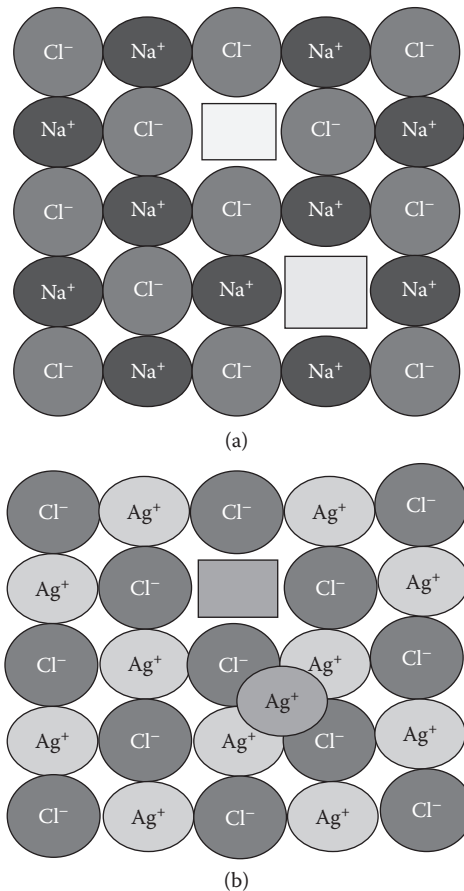 Cl⁻ Na⁺ Cl⁻ Na⁺ Cl⁻
Na⁺ Cl⁻ Cl⁻ Na⁺
Cl⁻ Na⁺ Cl⁻ Na⁺ Cl⁻
Na⁺ Cl⁻ Na⁺ Na⁺
Cl⁻ Na⁺ Cl⁻ Na⁺ Cl⁻
(a)
Cl⁻ Ag⁺ Cl⁻ Ag⁺ Cl⁻
Ag⁺ Cl⁻ Cl⁻ Ag⁺
Cl⁻ Ag⁺ Cl⁻ Ag⁺ Cl⁻
Ag⁺
Ag⁺ Cl⁻ Ag⁺ Cl⁻ Ag⁺
Cl⁻ Ag⁺ Cl⁻ Ag⁺ Cl⁻
(b)